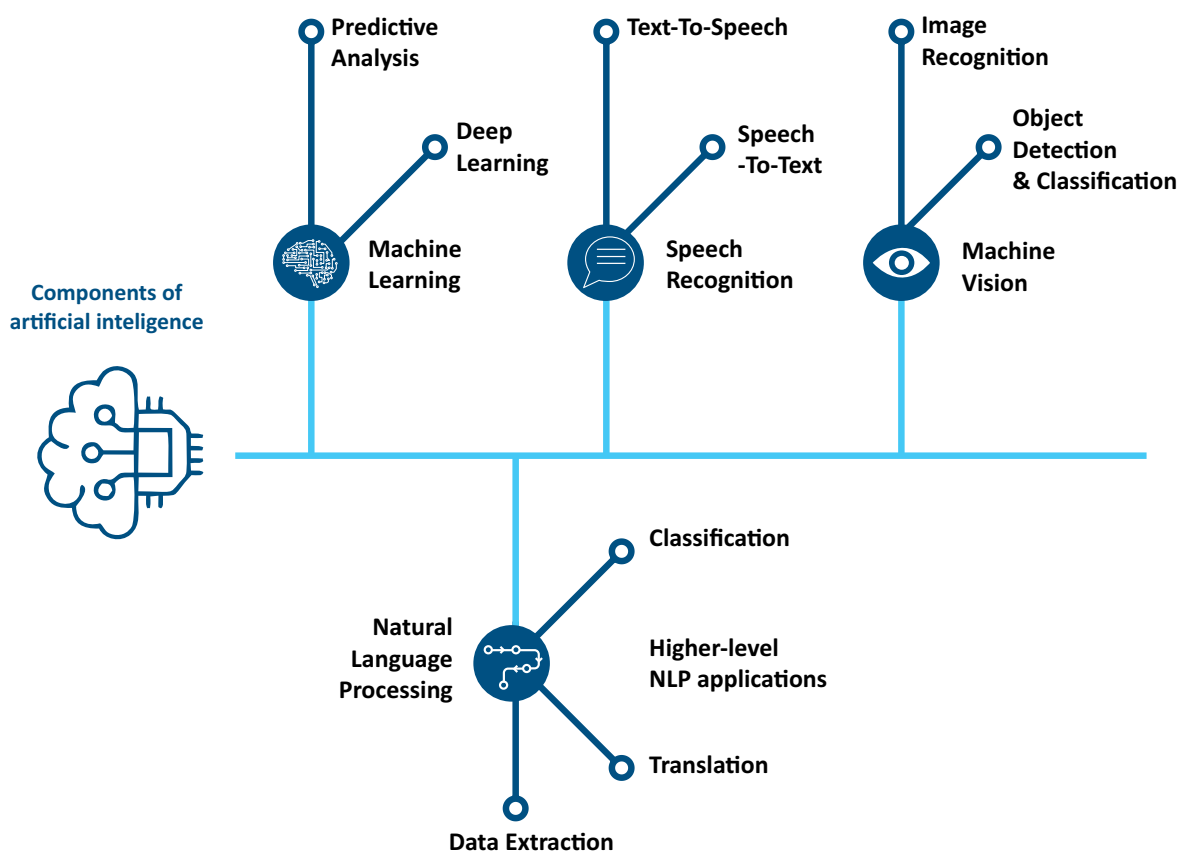 Predictive
Analysis
Text-To-Speech
Image
Recognition
Deep
Learning
Speech
-To-Text
Object
Detection
& Classification
Machine
Learning
Speech
Recognition
Machine
Vision
Components of
artificial inteligence
Classification
Natural
Language
Processing
Higher-level
NLP applications
Translation
Data Extraction